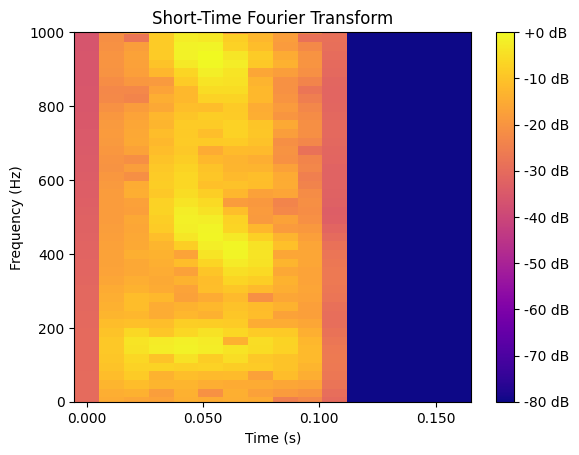 Short-Time Fourier Transform
1000
800
600
400
200
0
Frequency (Hz)
0.000
0.050
0.100
0.150
Time (s)
+0 dB
-10 dB
-20 dB
-30 dB
-40 dB
-50 dB
-60 dB
-70 dB
-80 dB